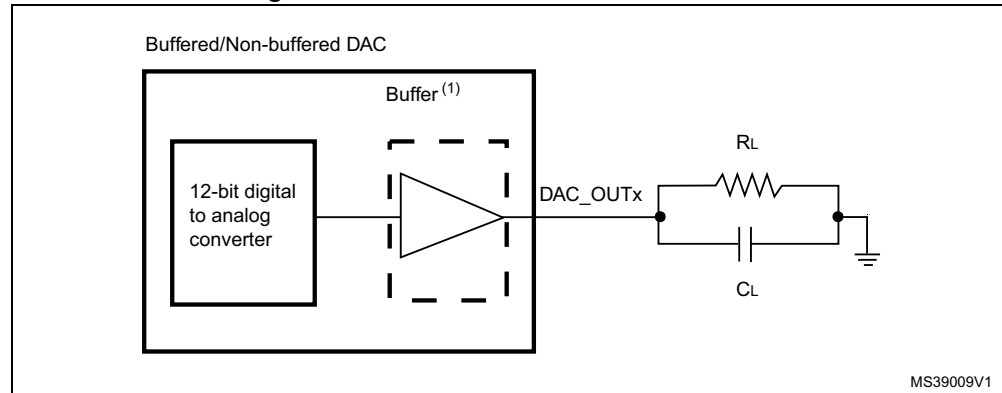 Buffered/Non-buffered DAC
Buffer (1)
12-bit digital
to analog
converter
DAC_OUTx
RL
CL
MS39009V1